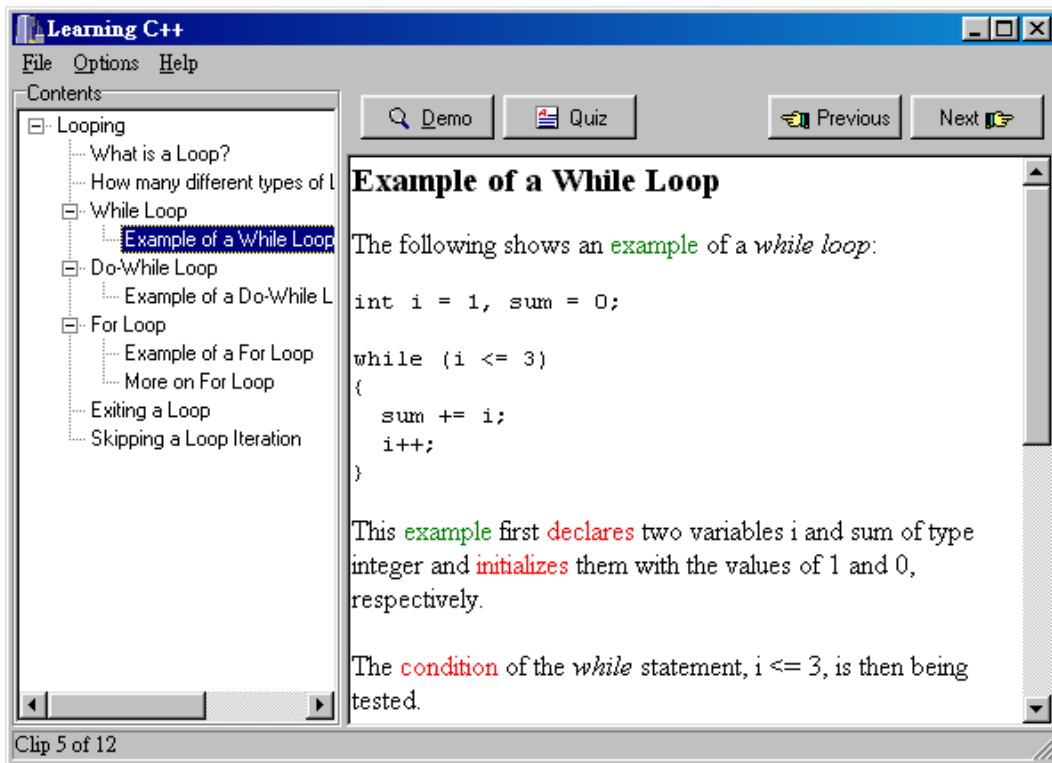 Learning C++
File Options Help
Contents
Looping
What is a Loop?
How many different types of L
While Loop
Example of a While Loop
Do-While Loop
Example of a Do-While L
For Loop
Example of a For Loop
More on For Loop
Exiting a Loop
Skipping a Loop Iteration
Demo Quiz Previous Next
Example of a While Loop
The following shows an example of a while loop:
int i = 1, sum = 0;
while (i <= 3)
{
sum += i;
i++;
}
This example first declares two variables i and sum of type
integer and initializes them with the values of 1 and 0,
respectively.
The condition of the while statement, i <= 3, is then being
tested.
Clip 5 of 12